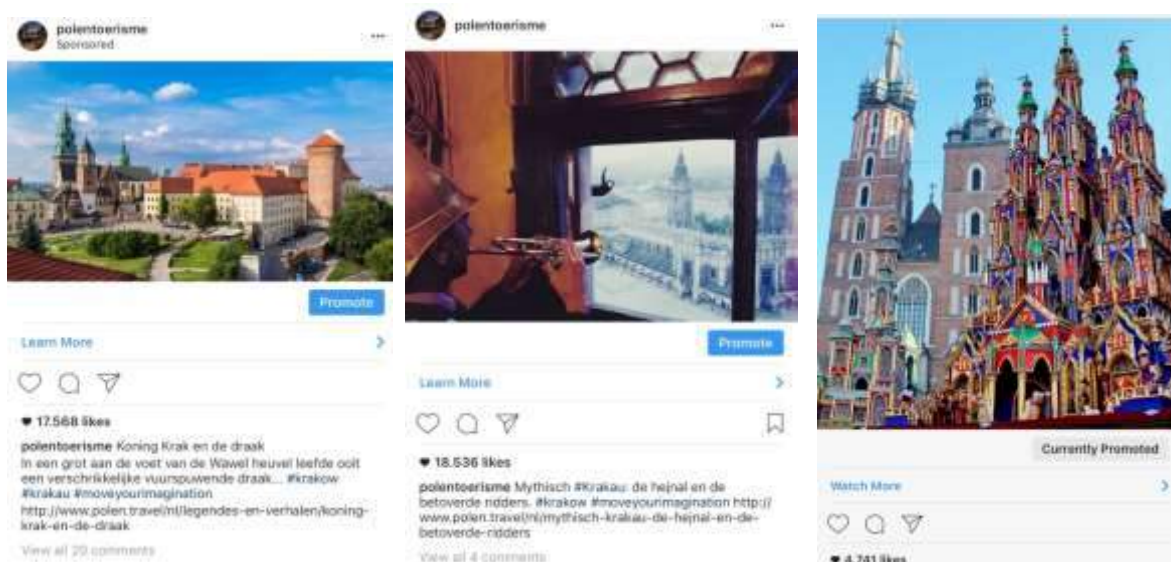 polentoerisme
Sponsored
Promote
Learn More
17.568 likes
polentoerisme Koning Krak en de draak
In een grot aan de voet van de Wawel heuvel leefde ooit
een verschrikkelijke vuurspuwende draak... #krakow
#krakau #moveyourimagination
http://www.polen.travel/nl/legendes-en-verhalen/koning-
krak-en-de-draak
View all 20 comments
polentoerisme
Promote
Learn More
18.536 likes
polentoerisme Mythisch #Krakau: de hejnal en de
betoverde ridders. #krakow #moveyourimagination http://
www.polen.travel/nl/mythisch-krakau-de-hejnal-en-de-
betoverde-ridders
View all 4 comments
Currently Promoted
Watch More
4.741 likes